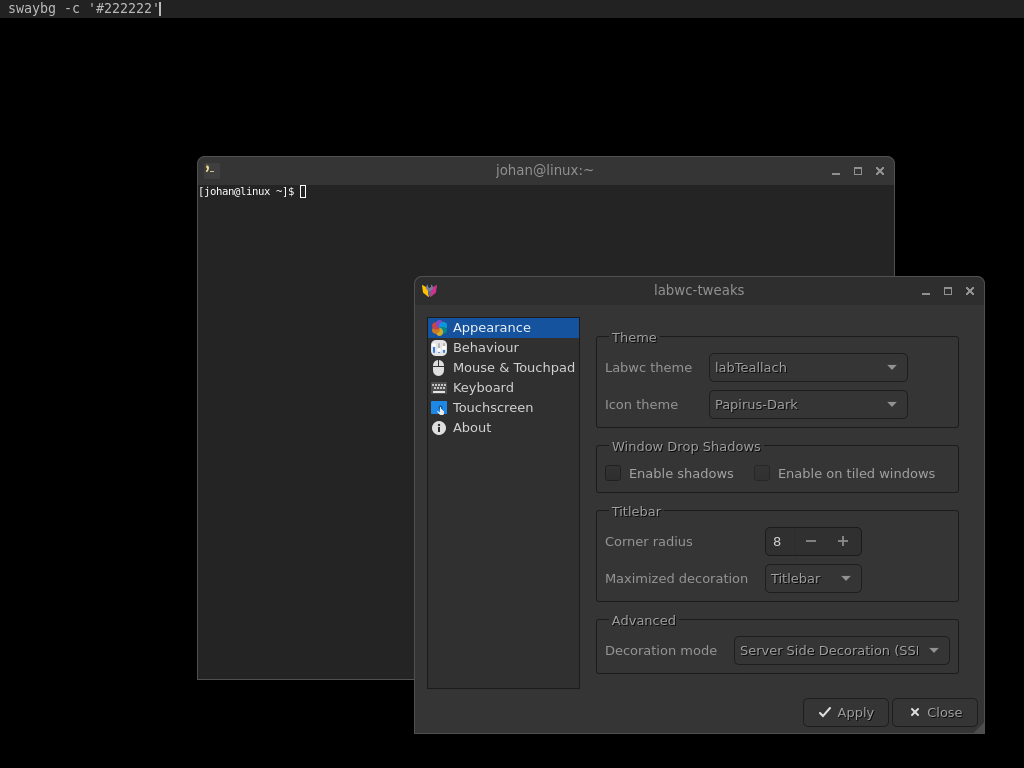 swaybg -c '#222222'
johan@linux:~
[johan@linux ~]$
labwc-tweaks
Appearance
Behaviour
Mouse & Touchpad
Keyboard
Touchscreen
About
Theme
Labwc theme labTeallach
Icon theme Papirus-Dark
Window Drop Shadows
Enable shadows Enable on tiled windows
Titlebar
Corner radius 8
Maximized decoration Titlebar
Advanced
Decoration mode Server Side Decoration (SSI
Apply Close